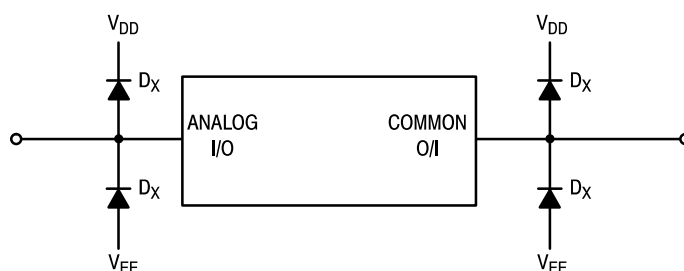 VDD
VDD
DX
DX
ANALOG
I/O
COMMON
O/I
DX
DX
VEE
VEE